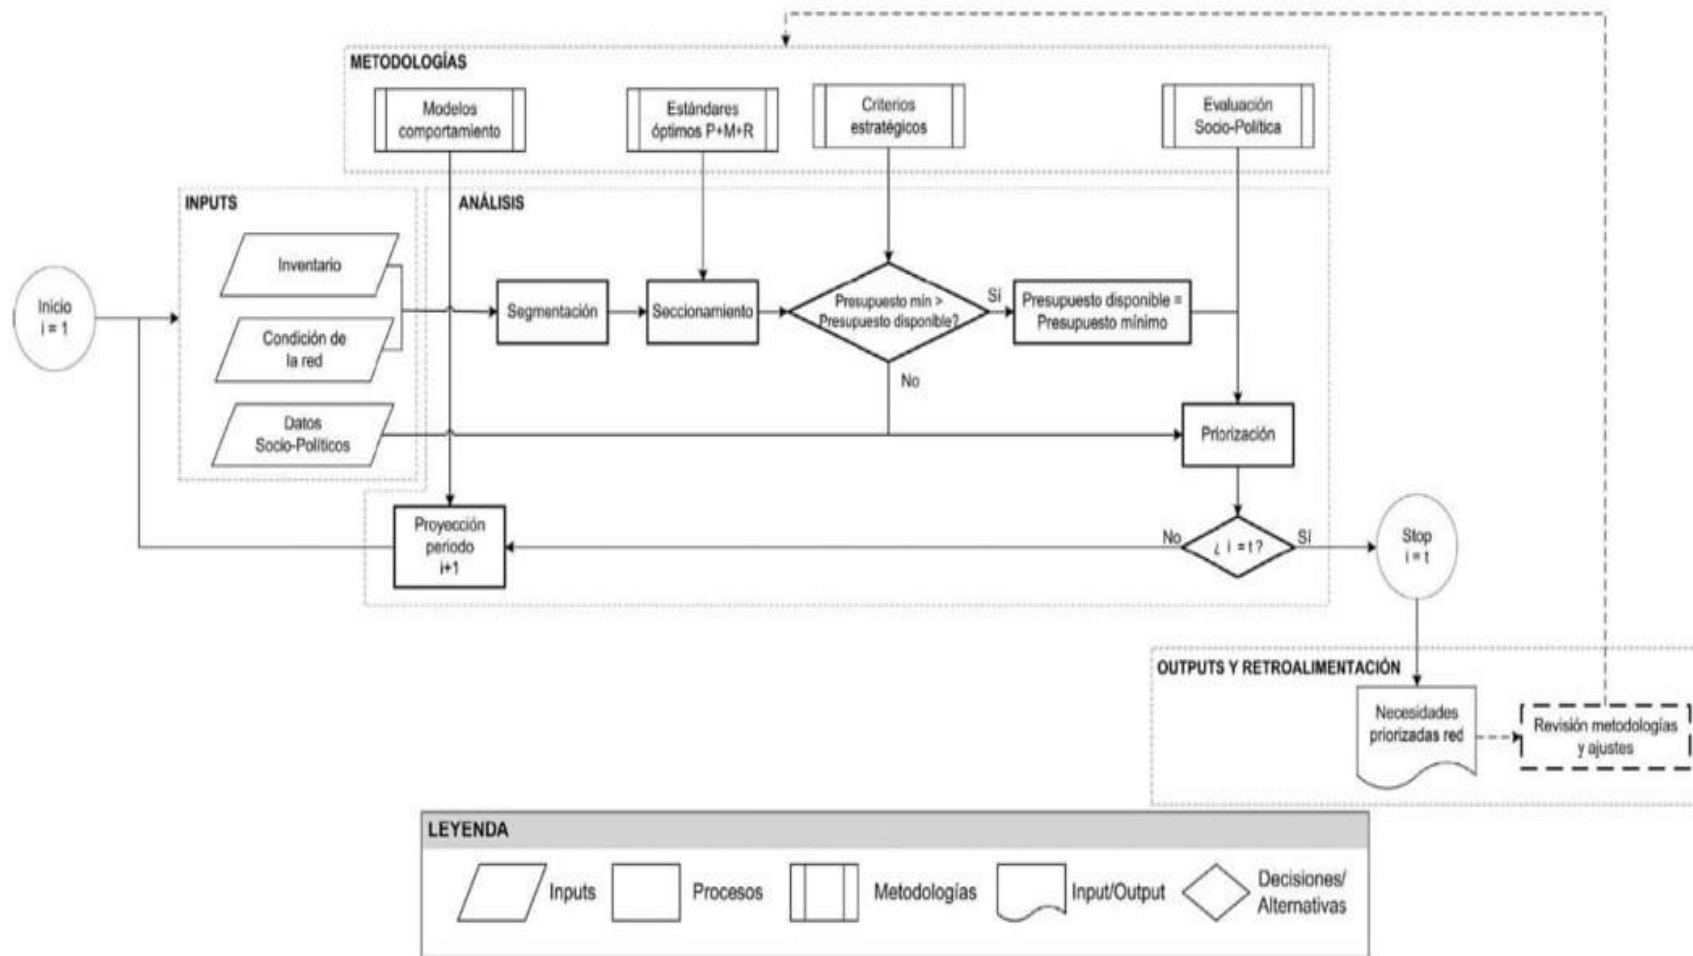 METODOLOGÍAS
Modelos
comportamiento
Estándares
óptimos P+M+R
Criterios
estratégicos
Evaluación
Socio-Política
INPUTS
ANÁLISIS
Inventario
Inicio
i = 1
Condición de
la red
Datos
Socio-Políticos
Segmentación
Seccionamiento
Presupuesto mín >
Presupuesto disponible?
Sí
No
Presupuesto disponible =
Presupuesto mínimo
Priorización
Proyección
periodo
i+1
No
¿ i = t ?
Sí
Stop
i = t
OUTPUTS Y RETROALIMENTACIÓN
Necesidades
priorizadas red
Revisión metodologías
y ajustes
LEYENDA
Inputs
Procesos
Metodologías
Input/Output
Decisiones/
Alternativas